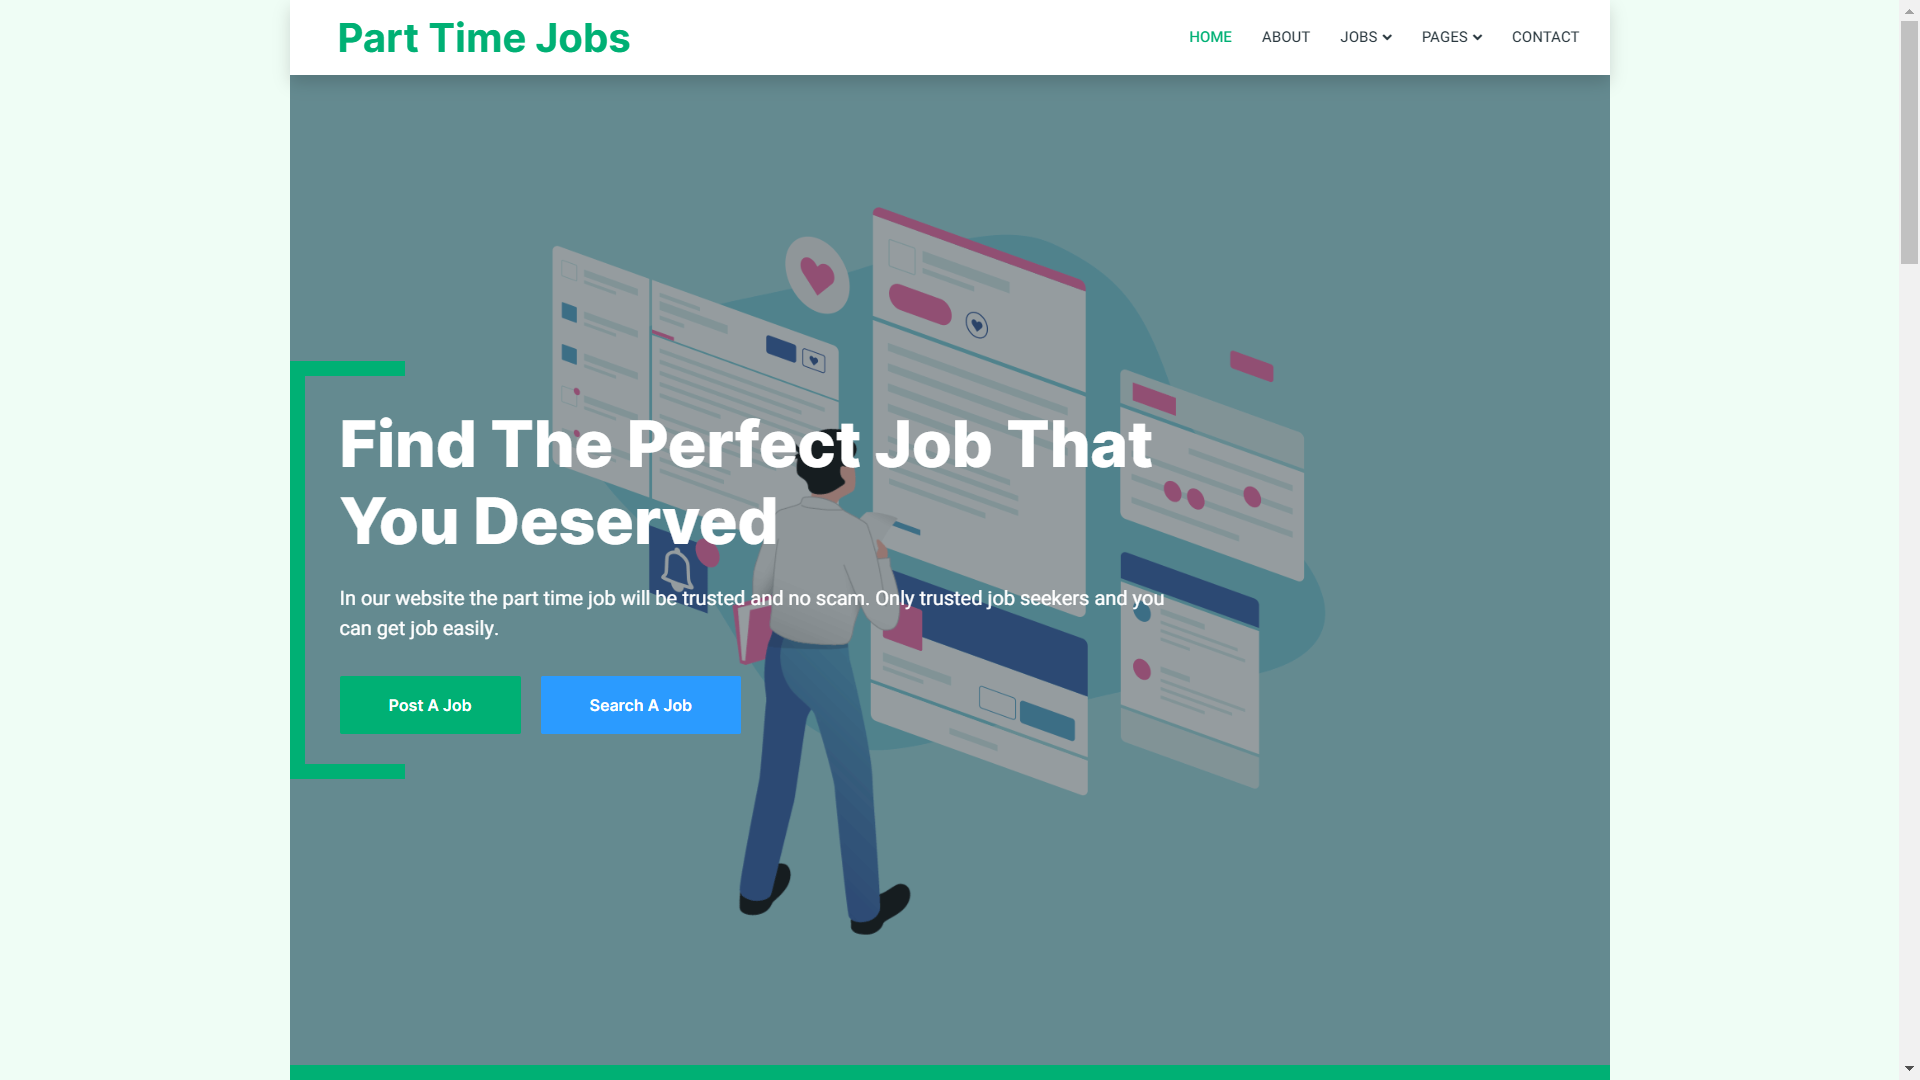 Part Time Jobs
HOME ABOUT JOBS PAGES CONTACT
Find The Perfect Job That
You Deserved
In our website the part time job will be trusted and no scam. Only trusted job seekers and you
can get job easily.
Post A Job Search A Job